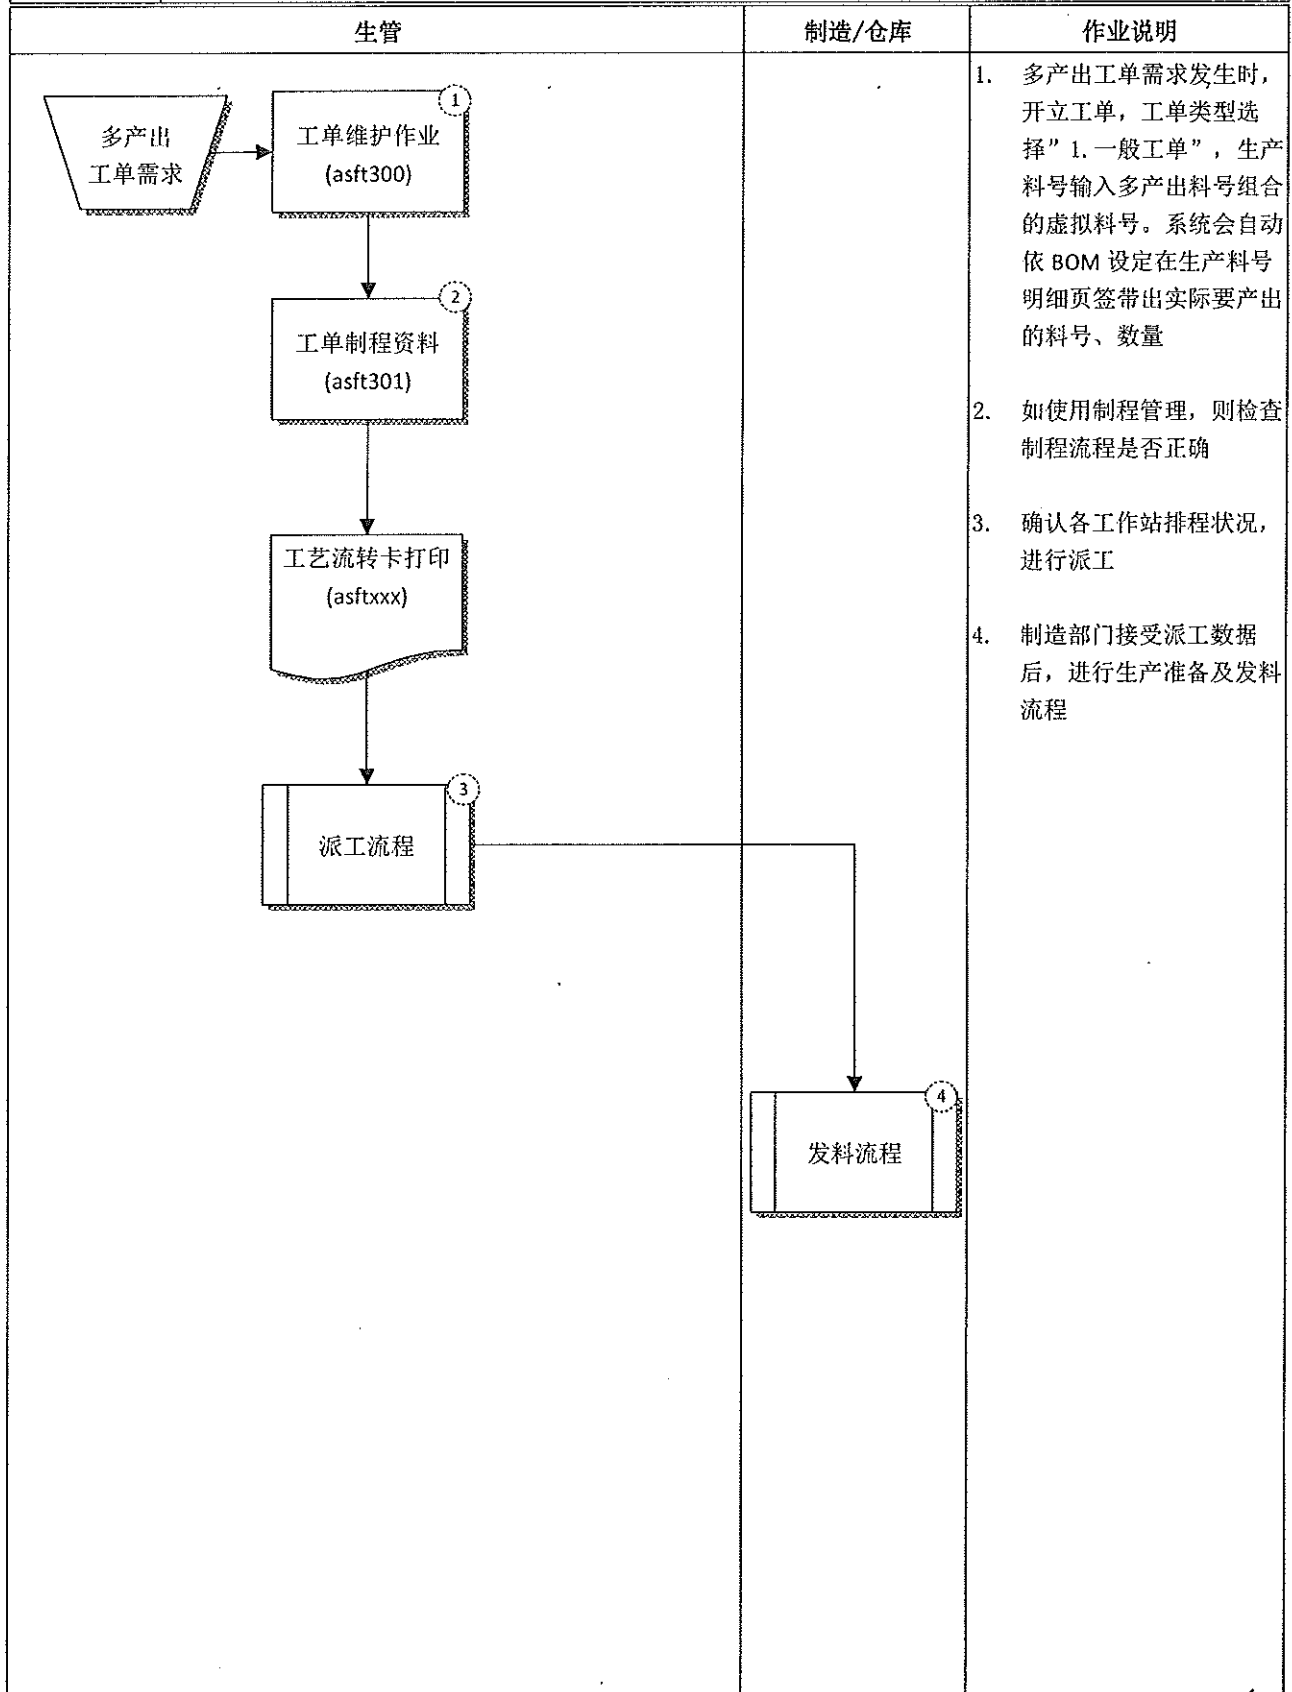 生管
制造/仓库
作业说明
多产出
工单需求
1
工单维护作业
(asft300)
2
工单制程资料
(asft301)
工艺流转卡打印
(asftxxx)
3
派工流程
4
发料流程
1. 多产出工单需求发生时，
开立工单，工单类型选
择”1.一般工单”，生产
料号输入多产出料号组合
的虚拟料号。系统会自动
依 BOM 设定在生产料号
明细页签带出实际要产出
的料号、数量
2. 如使用制程管理，则检查
制程流程是否正确
3. 确认各工作站排程状况，
进行派工
4. 制造部门接受派工数据
后，进行生产准备及发料
流程